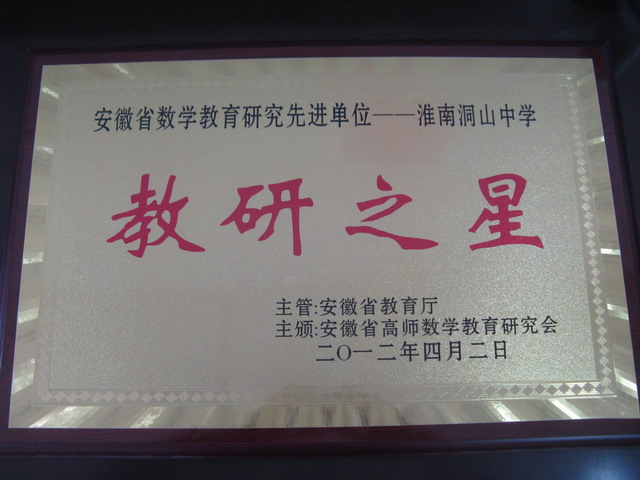 安徽省数学教育研究先进单位——淮南洞山中学
教研之星
主管:安徽省教育厅
主颁:安徽省高师数学教育研究会
二〇一二年四月二日